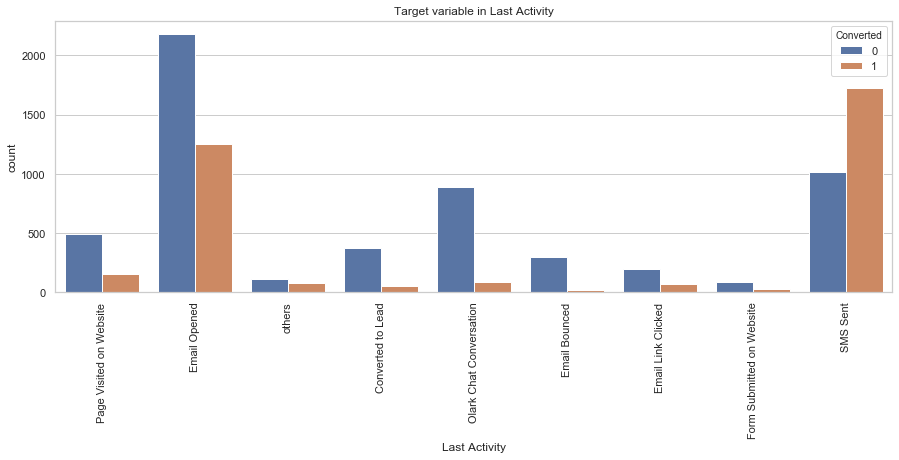 Target variable in Last Activity
Converted
0
1
2000
1500
1000
500
0
count
Page Visited on Website
Email Opened
others
Converted to Lead
Olark Chat Conversation
Email Bounced
Email Link Clicked
Form Submitted on Website
SMS Sent
Last Activity